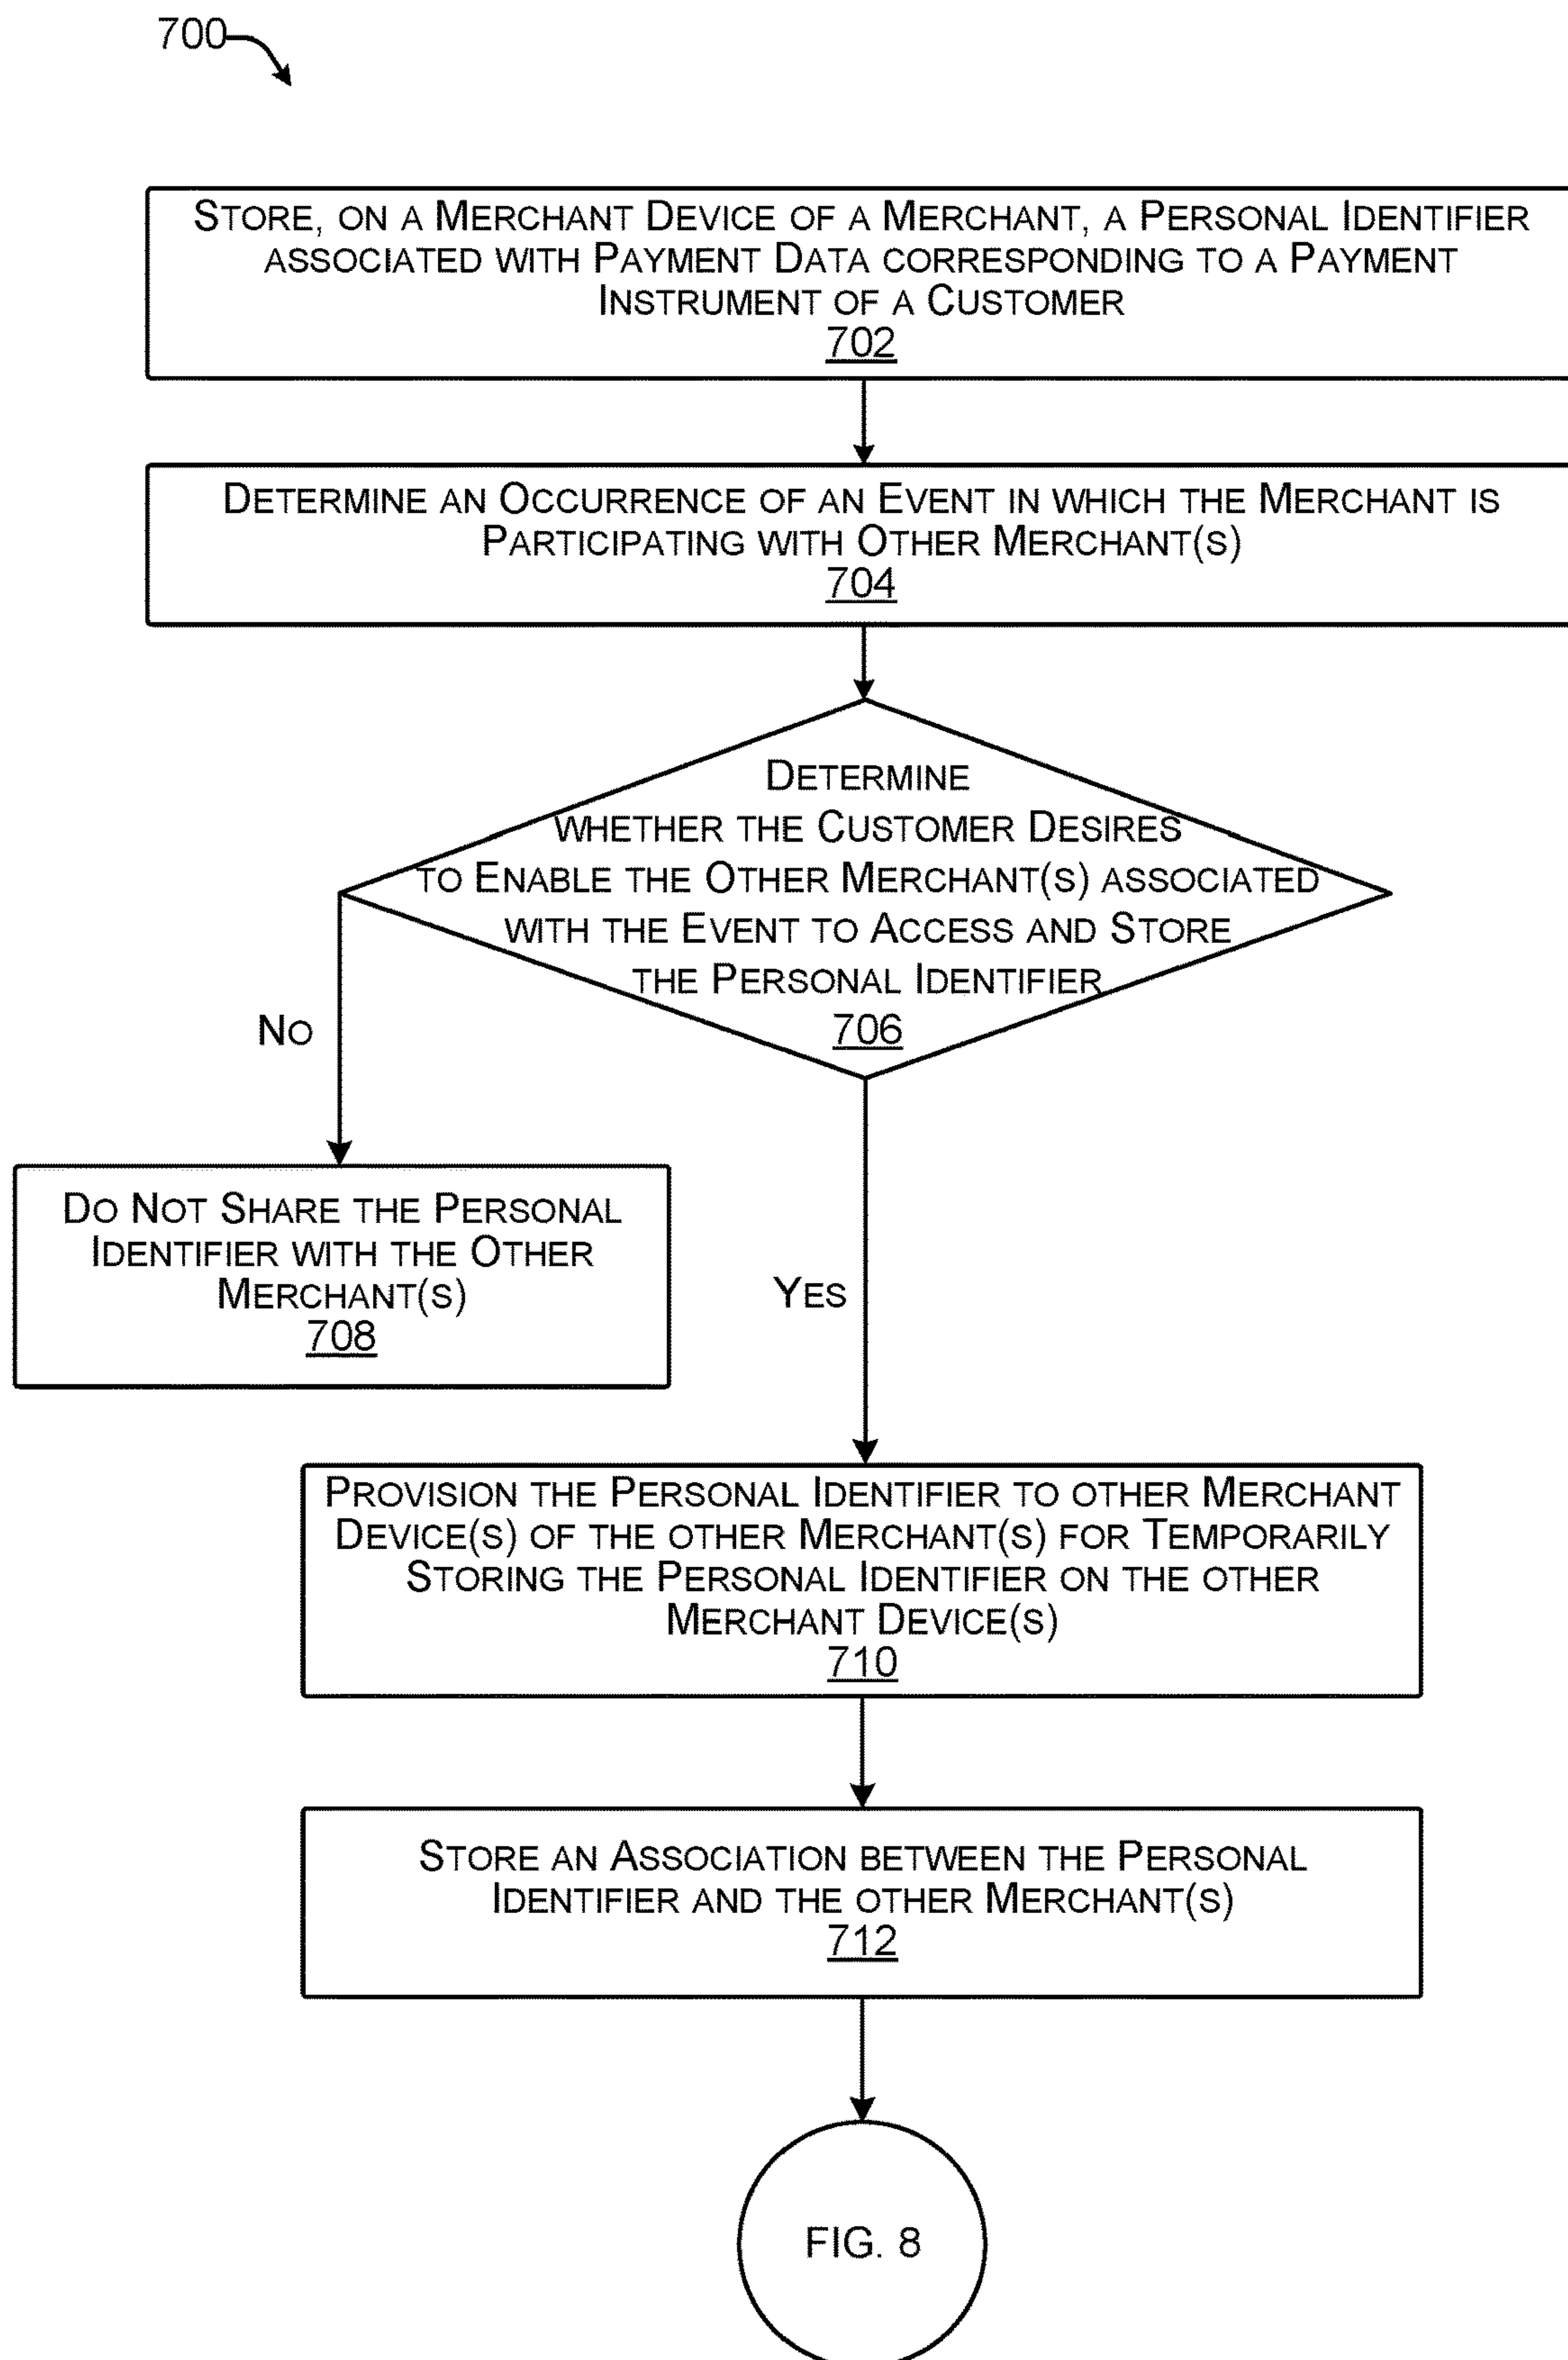 700
STORE, ON A MERCHANT DEVICE OF A MERCHANT, A PERSONAL IDENTIFIER
ASSOCIATED WITH PAYMENT DATA CORRESPONDING TO A PAYMENT
INSTRUMENT OF A CUSTOMER
702
DETERMINE AN OCCURRENCE OF AN EVENT IN WHICH THE MERCHANT IS
PARTICIPATING WITH OTHER MERCHANT(S)
704
DETERMINE
WHETHER THE CUSTOMER DESIRES
TO ENABLE THE OTHER MERCHANT(S) ASSOCIATED
WITH THE EVENT TO ACCESS AND STORE
THE PERSONAL IDENTIFIER
706
NO
DO NOT SHARE THE PERSONAL
IDENTIFIER WITH THE OTHER
MERCHANT(S)
708
YES
PROVISION THE PERSONAL IDENTIFIER TO OTHER MERCHANT
DEVICE(S) OF THE OTHER MERCHANT(S) FOR TEMPORARILY
STORING THE PERSONAL IDENTIFIER ON THE OTHER
MERCHANT DEVICE(S)
710
STORE AN ASSOCIATION BETWEEN THE PERSONAL
IDENTIFIER AND THE OTHER MERCHANT(S)
712
FIG. 8